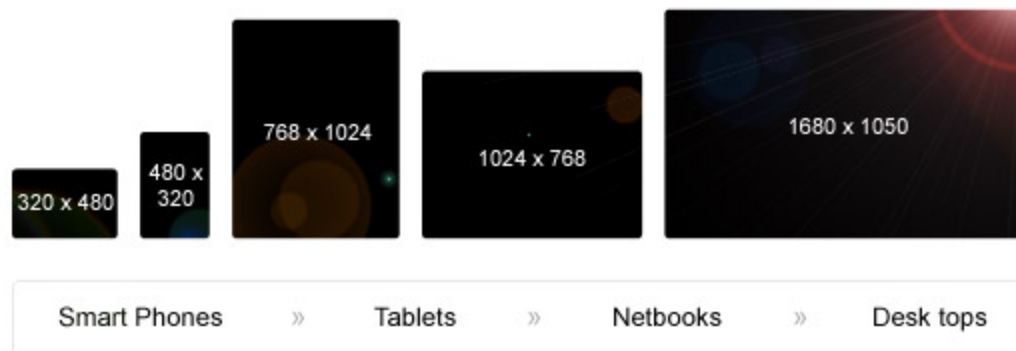 320 x 480
480 x
320
768 x 1024
1024 x 768
1680 x 1050
Smart Phones » Tablets » Netbooks » Desk tops